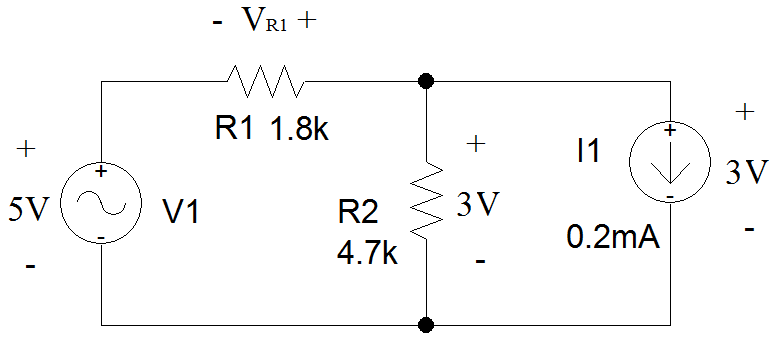 - VR1 +
R1 1.8k
+
5V
-
+
-
V1
R2
4.7k
+
3V
-
I1
0.2mA
+
-
+
3V
-